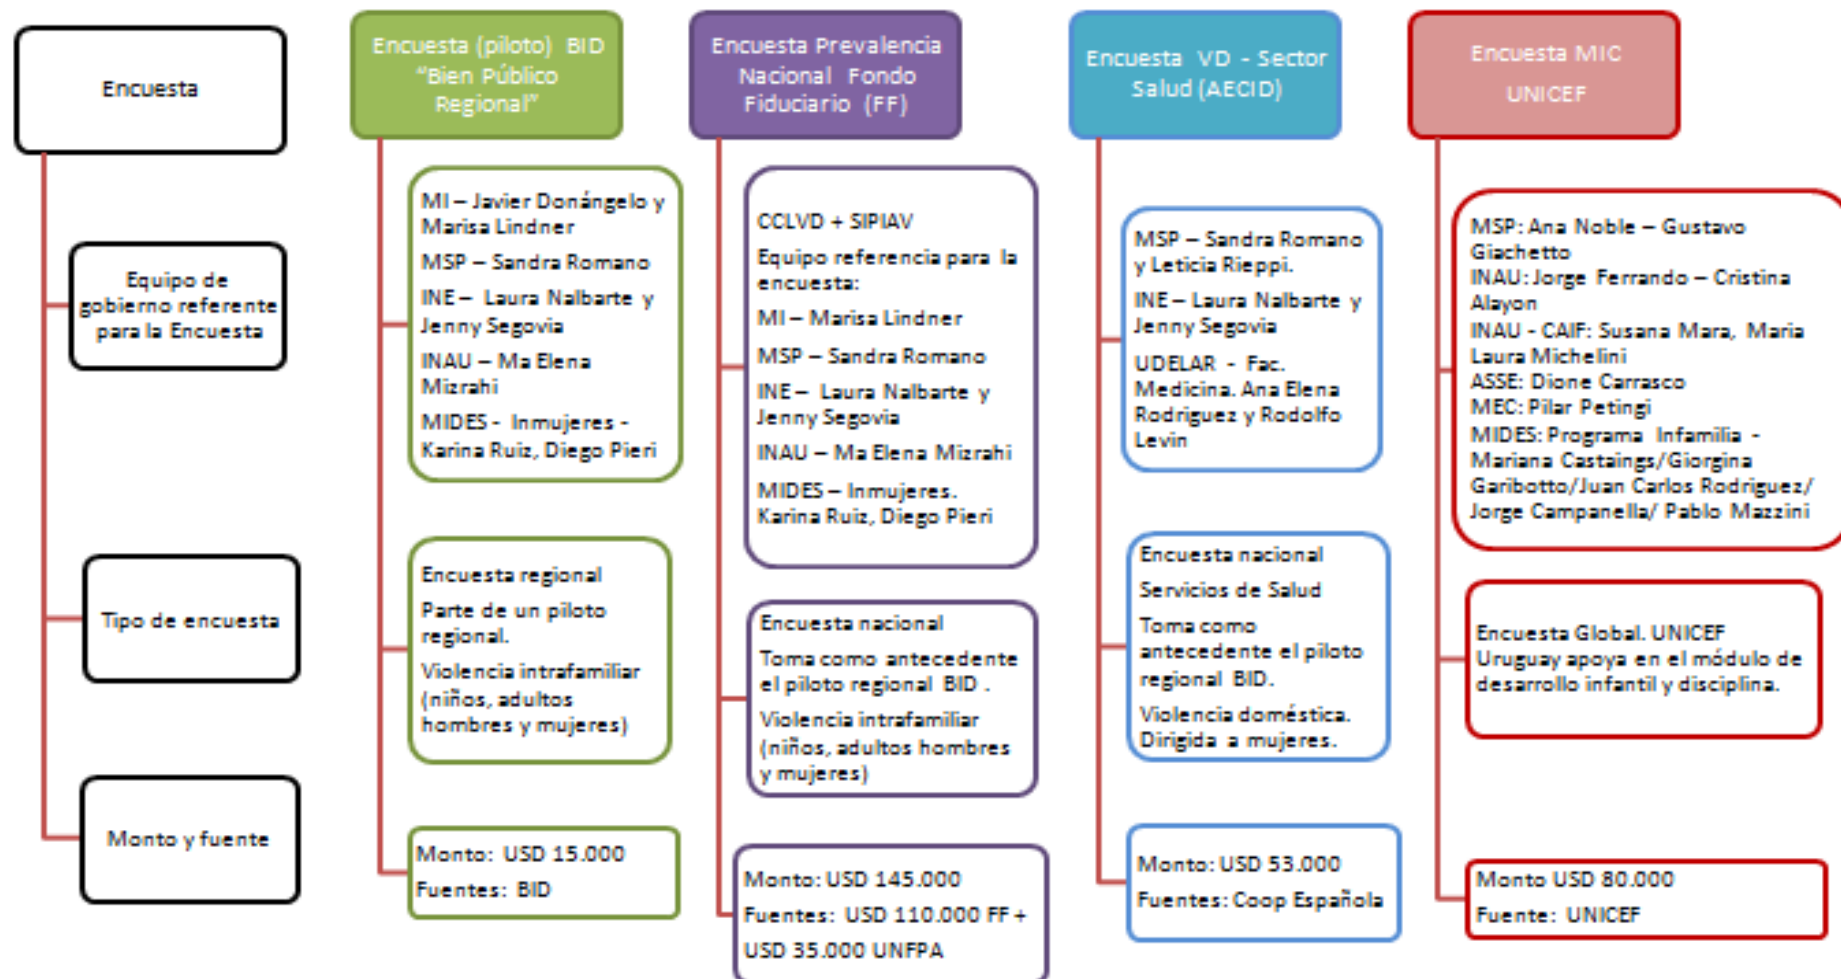 Encuesta
Equipo de
gobierno referente
para la Encuesta
Tipo de encuesta
Monto y fuente
Encuesta (piloto) BID
“Bien Público
Regional”
MI – Javier Donángelo y
Marisa Lindner
MSP – Sandra Romano
INE – Laura Nalbarte y
Jenny Segovia
INAU – Ma Elena
Mizrahi
MIDES - Inmujeres -
Karina Ruiz, Diego Pieri
Encuesta regional
Parte de un piloto
regional.
Violencia intrafamiliar
(niños, adultos
hombres y mujeres)
Monto: USD 15.000
Fuentes: BID
Encuesta Prevalencia
Nacional Fondo
Fiduciario (FF)
CCLVD + SIPIAV
Equipo referencia para la
encuesta:
MI – Marisa Lindner
MSP – Sandra Romano
INE – Laura Nalbarte y
Jenny Segovia
INAU – Ma Elena Mizrahi
MIDES – Inmujeres.
Karina Ruiz, Diego Pieri
Encuesta nacional
Toma como antecedente
el piloto regional BID .
Violencia intrafamiliar
(niños, adultos hombres
y mujeres)
Monto: USD 145.000
Fuentes: USD 110.000 FF +
USD 35.000 UNFPA
Encuesta VD - Sector
Salud (AECID)
MSP – Sandra Romano
y Leticia Rieppi.
INE – Laura Nalbarte y
Jenny Segovia
UDELAR - Fac.
Medicina. Ana Elena
Rodriguez y Rodolfo
Levin
Encuesta nacional
Servicios de Salud
Toma como
antecedente el piloto
regional BID.
Violencia doméstica.
Dirigida a mujeres.
Monto: USD 53.000
Fuentes: Coop Española
Encuesta MIC
UNICEF
MSP: Ana Noble – Gustavo
Giachetto
INAU: Jorge Ferrando – Cristina
Alayon
INAU - CAIF: Susana Mara, Maria
Laura Michelini
ASSE: Dione Carrasco
MEC: Pilar Petingi
MIDES: Programa Infamilia -
Mariana Castaings/Giorgina
Garibotto/Juan Carlos Rodriguez/
Jorge Campanella/ Pablo Mazzini
Encuesta Global. UNICEF
Uruguay apoya en el módulo de
desarrollo infantil y disciplina.
Monto USD 80.000
Fuente: UNICEF